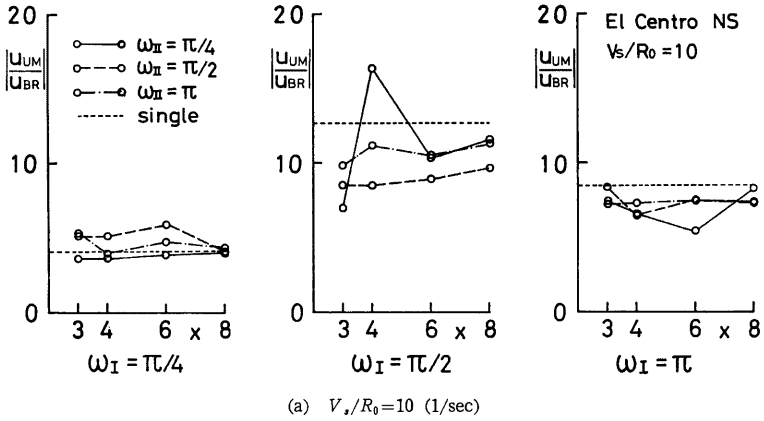 20
|u_UM/u_BR|
ω_II = π/4
ω_II = π/2
ω_II = π
single
10
0
3 4 6 x 8
ω_I = π/4
20
|u_UM/u_BR|
10
0
3 4 6 x 8
ω_I = π/2
20
|u_UM/u_BR|
El Centro NS
V_S/R_0 = 10
10
0
3 4 6 x 8
ω_I = π
(a) V_s/R_0=10 (1/sec)